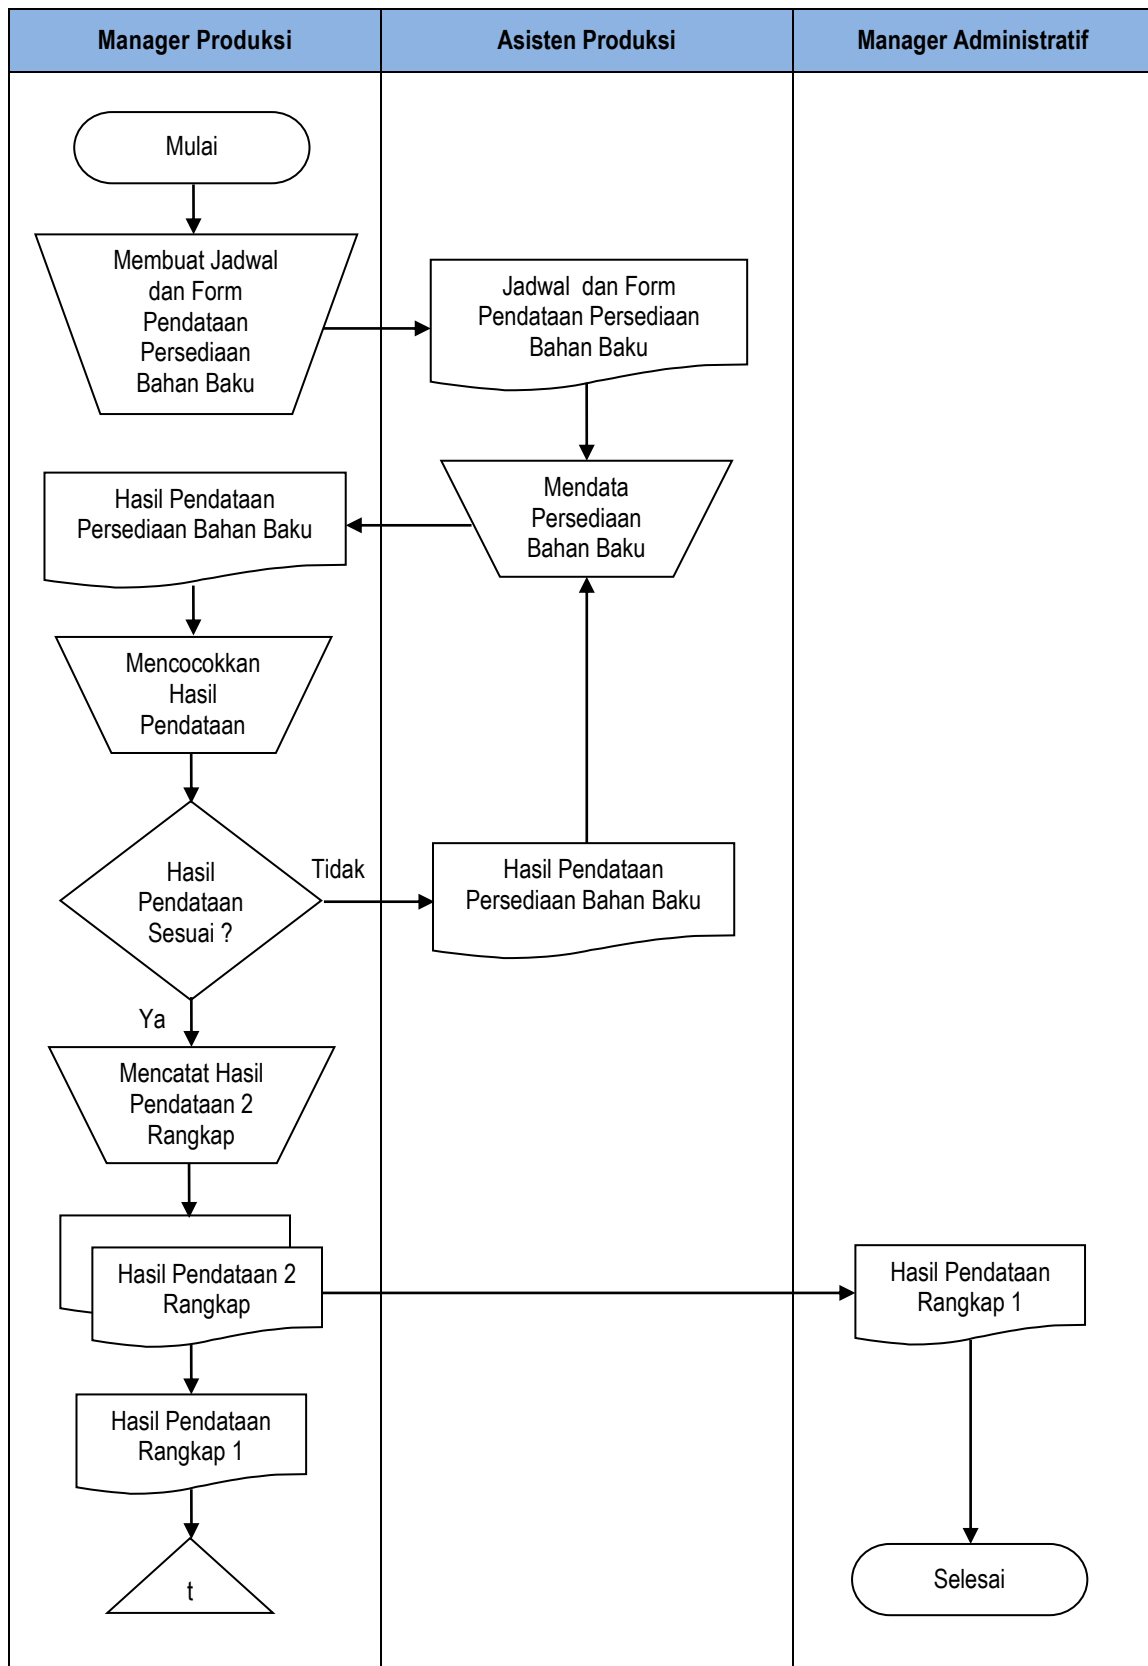 Manager Produksi
Asisten Produksi
Manager Administratif
Mulai
Membuat Jadwal
dan Form
Pendataan
Persediaan
Bahan Baku
Jadwal dan Form
Pendataan Persediaan
Bahan Baku
Hasil Pendataan
Persediaan Bahan Baku
Mendata
Persediaan
Bahan Baku
Mencocokkan
Hasil
Pendataan
Hasil
Pendataan
Sesuai ?
Tidak
Hasil Pendataan
Persediaan Bahan Baku
Ya
Mencatat Hasil
Pendataan 2
Rangkap
Hasil Pendataan 2
Rangkap
Hasil Pendataan
Rangkap 1
Hasil Pendataan
Rangkap 1
t
Selesai